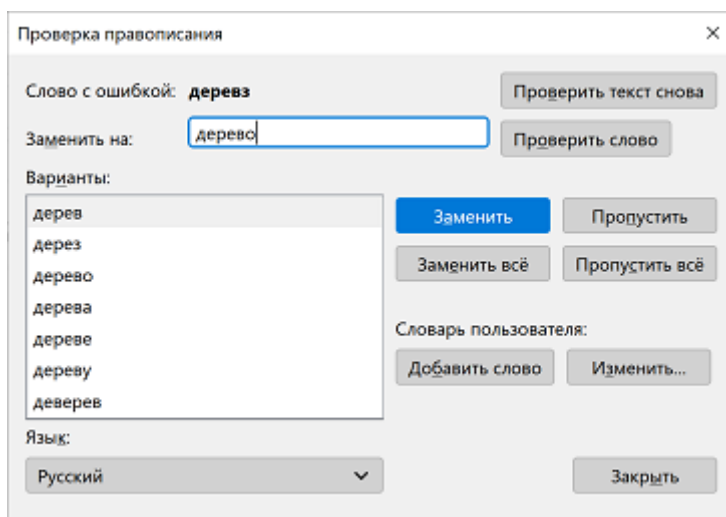 Проверка правописания
Слово с ошибкой: деревз
Проверить текст снова
Заменить на: дерево
Проверить слово
Варианты:
дерев
дерез
дерево
дерева
дереве
дереву
деверев
Заменить
Пропустить
Заменить всё
Пропустить всё
Словарь пользователя:
Добавить слово
Изменить...
Язык:
Русский
Закрыть